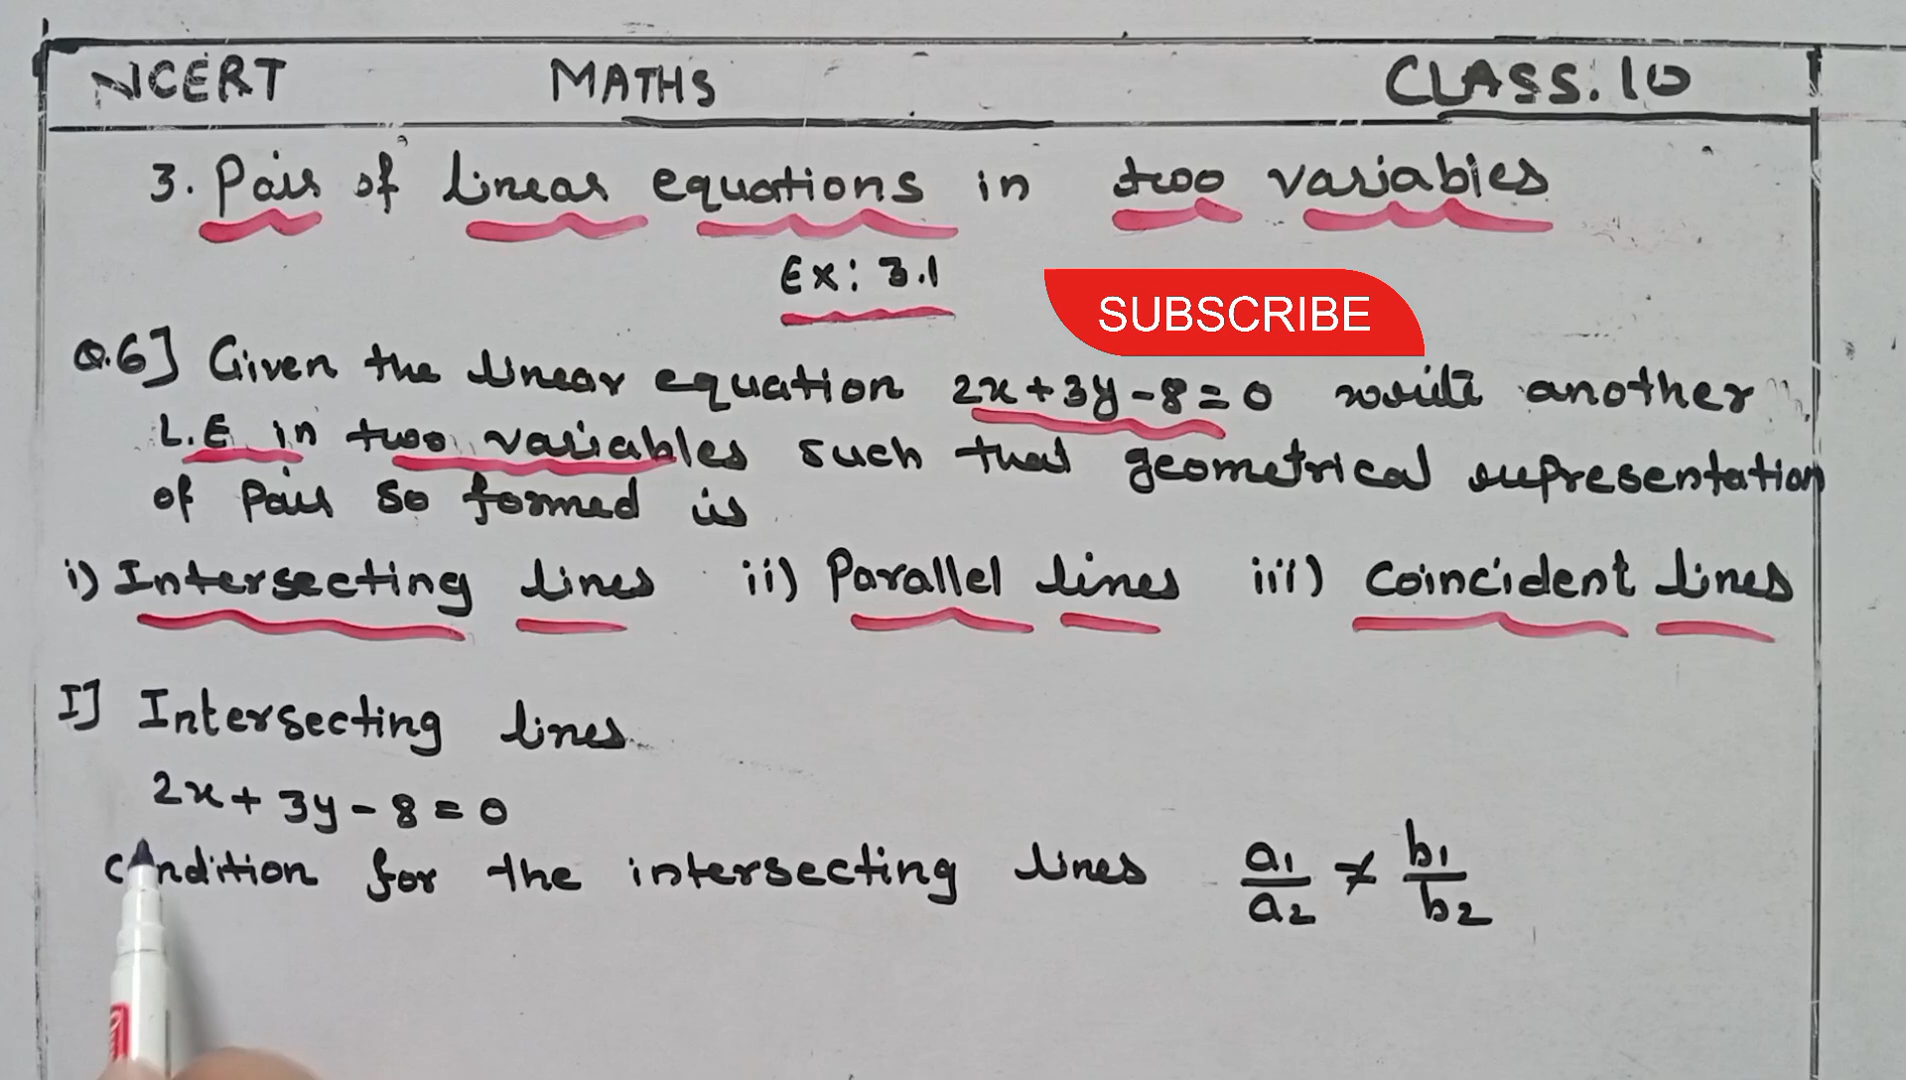 NCERT MATHS CLASS. 10
3. Pair of Linear equations in two variables
Ex: 3.1
SUBSCRIBE
Q.6] Given the linear equation 2x+3y-8=0 write another
L.E in two variables such that geometrical representation
of pair so formed is
i) Intersecting lines ii) Parallel lines iii) Coincident lines
I] Intersecting lines
2x+3y-8=0
condition for the intersecting lines a1/a2 ≠ b1/b2